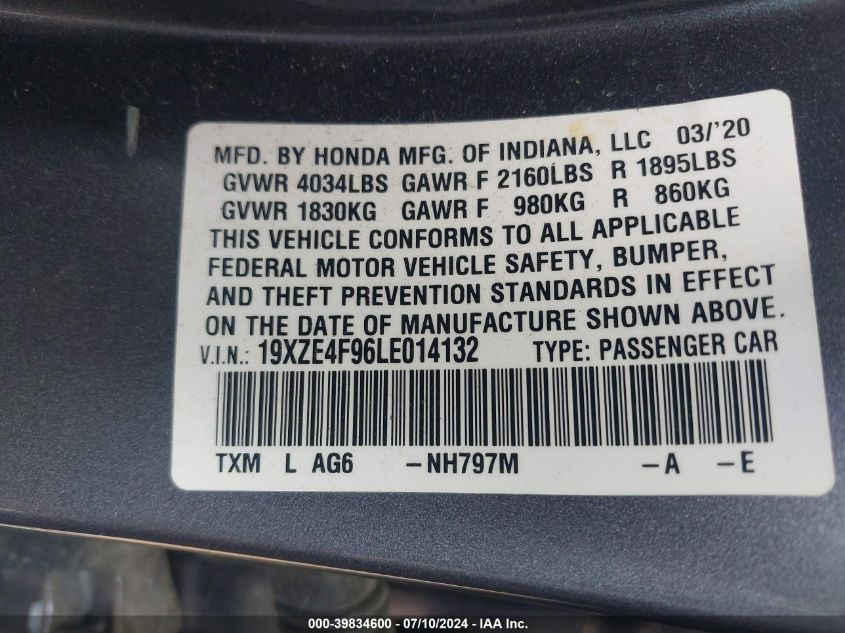 MFD. BY HONDA MFG. OF INDIANA, LLC 03/'20
GVWR 4034LBS GAWR F 2160LBS R 1895LBS
GVWR 1830KG GAWR F 980KG R 860KG
THIS VEHICLE CONFORMS TO ALL APPLICABLE
FEDERAL MOTOR VEHICLE SAFETY, BUMPER,
AND THEFT PREVENTION STANDARDS IN EFFECT
ON THE DATE OF MANUFACTURE SHOWN ABOVE.
V.I.N.: 19XZE4F96LE014132 TYPE: PASSENGER CAR
TXM L AG6 -NH797M -A -E
000-39834600 - 07/10/2024 - IAA Inc.